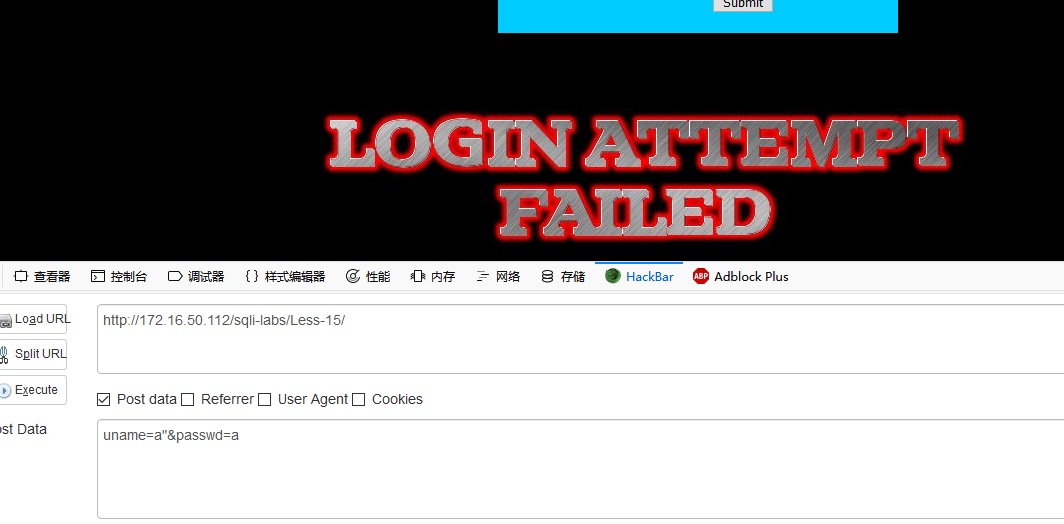 Submit
LOGIN ATTEMPT
FAILED
查看器 控制台 调试器 {} 样式编辑器 性能 内存 网络 存储 HackBar ABP Adblock Plus
Load URL http://172.16.50.112/sqli-labs/Less-15/
Split URL
Execute Post data Referrer User Agent Cookies
ost Data uname=a"&passwd=a